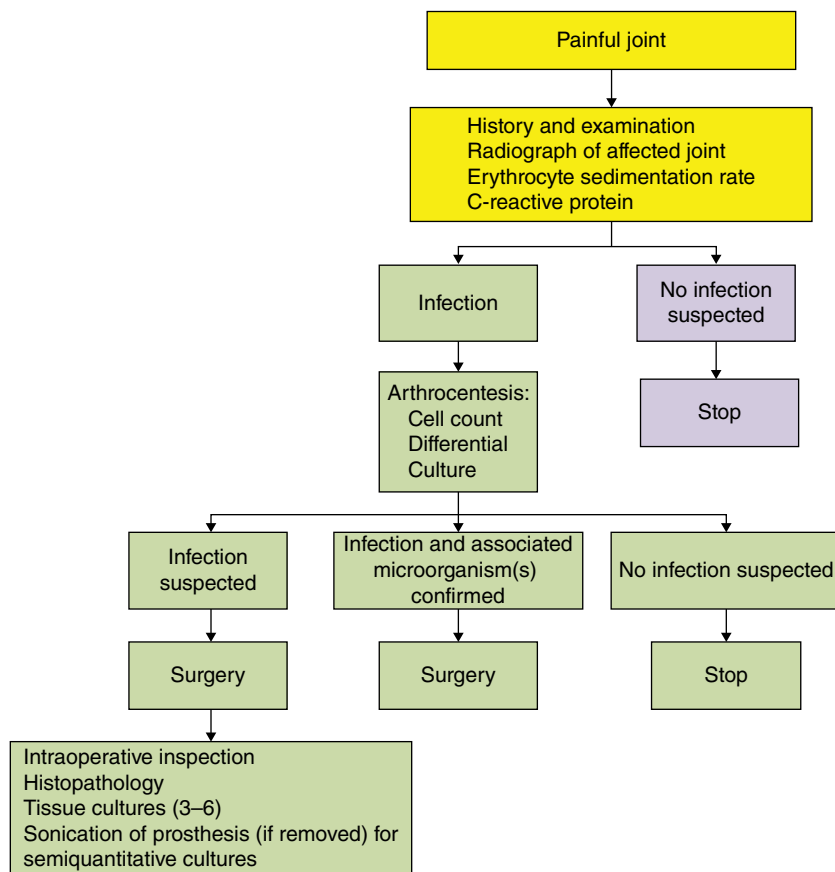 Painful joint
History and examination
Radiograph of affected joint
Erythrocyte sedimentation rate
C-reactive protein
Infection
No infection
suspected
Arthrocentesis:
Cell count
Differential
Culture
Stop
Infection
suspected
Infection and associated
microorganism(s)
confirmed
No infection suspected
Surgery
Surgery
Stop
Intraoperative inspection
Histopathology
Tissue cultures (3–6)
Sonication of prosthesis (if removed) for
semiquantitative cultures